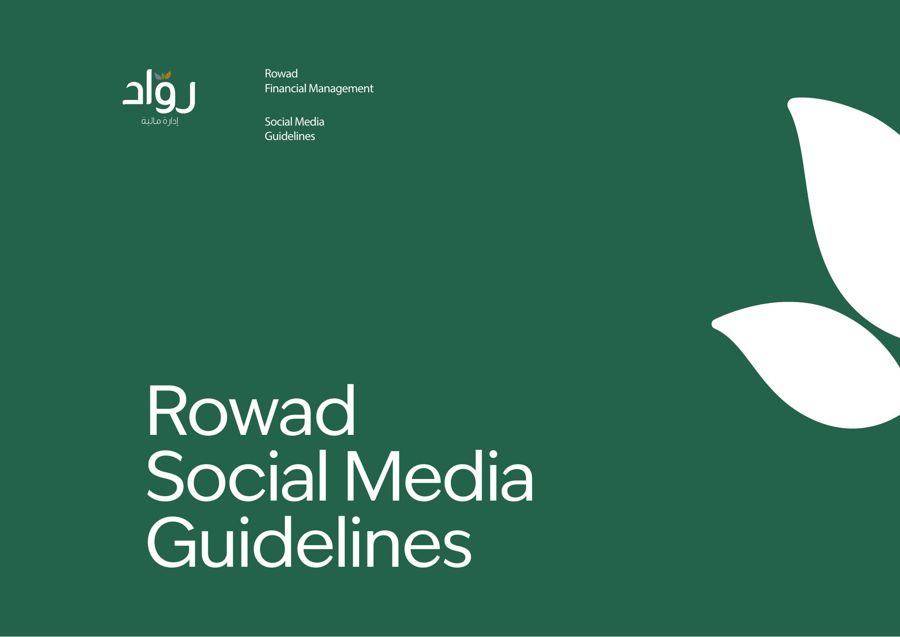 رواد
إدارة مالية
Rowad
Financial Management
Social Media
Guidelines
Rowad
Social Media
Guidelines